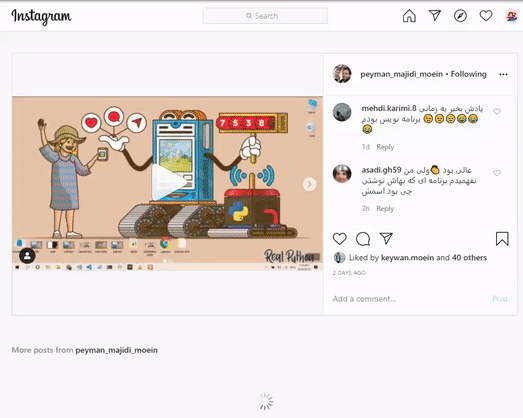 Instagram
Search
peyman_majidi_moein • Following
mehdi.karimi.8 یادش بخیر یه زمانی
برنامه نویس بودم
1d Reply
asadi.gh59 عالی بود 👏 ولی من
نفهمیدم برنامه ای که بهاش نوشتی
چی بود اسمش
3h Reply
7 5 3 8
Real Python
Liked by keywan.moein and 40 others
2 DAYS AGO
Add a comment... Post
More posts from peyman_majidi_moein